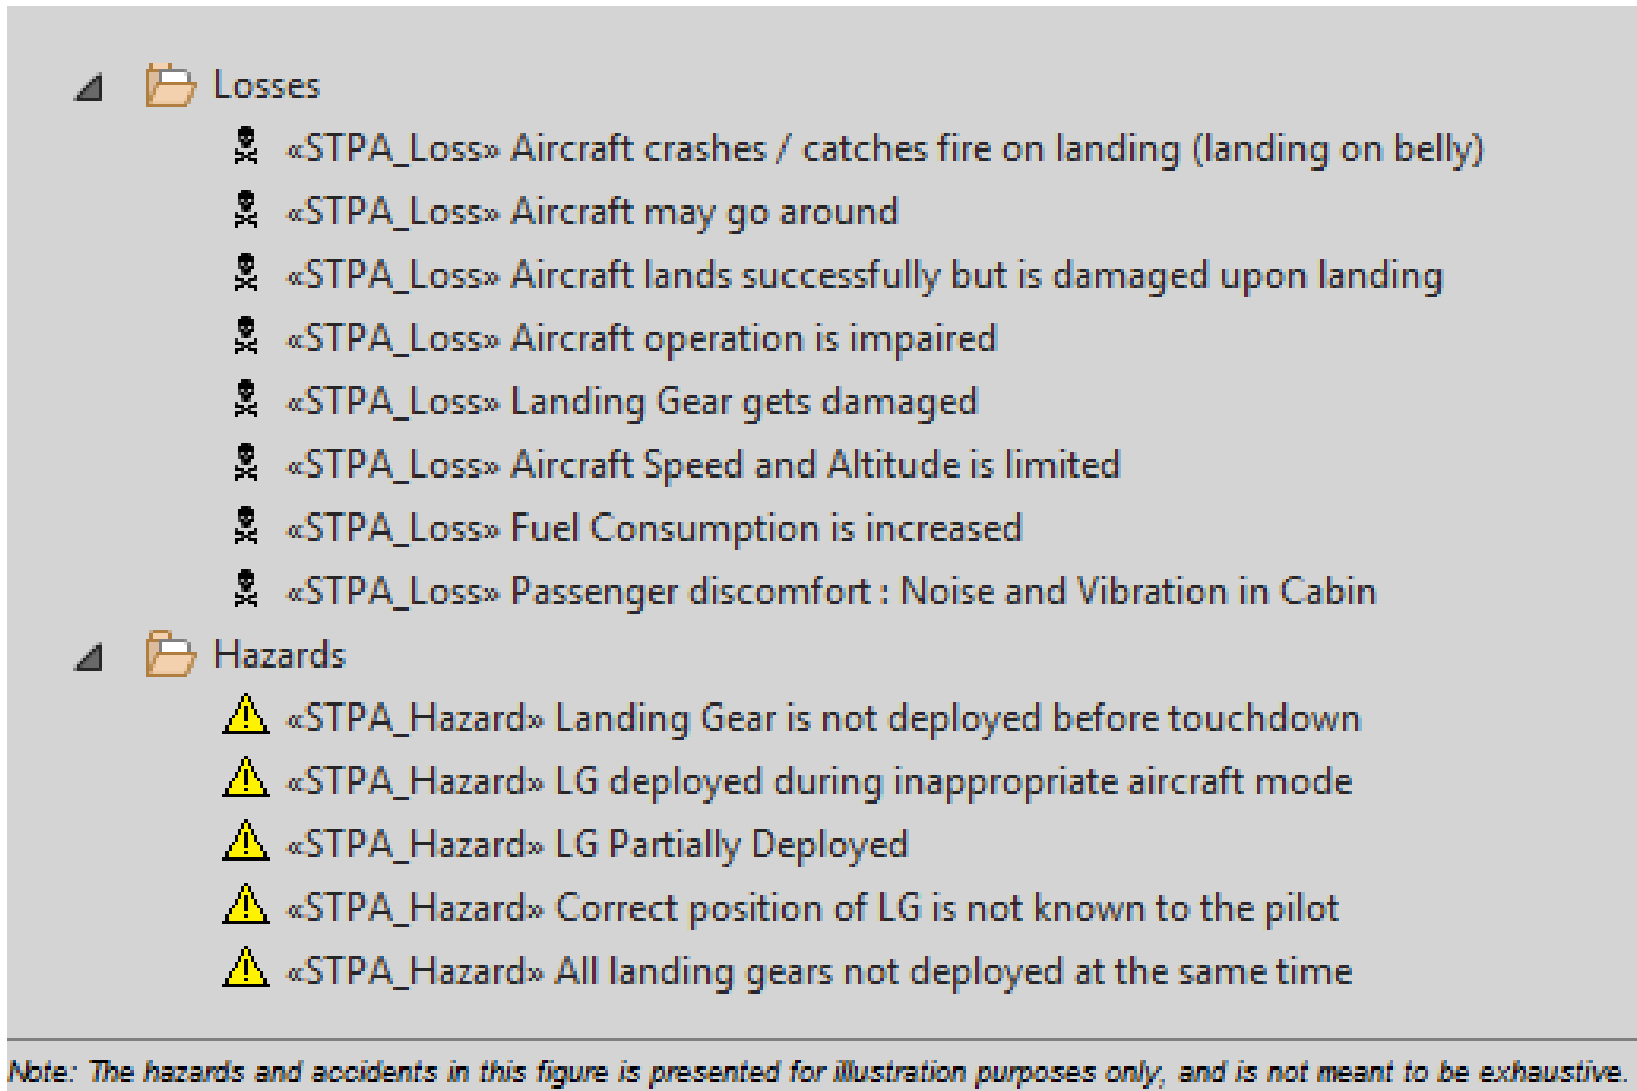 Losses
«STPA_Loss» Aircraft crashes / catches fire on landing (landing on belly)
«STPA_Loss» Aircraft may go around
«STPA_Loss» Aircraft lands successfully but is damaged upon landing
«STPA_Loss» Aircraft operation is impaired
«STPA_Loss» Landing Gear gets damaged
«STPA_Loss» Aircraft Speed and Altitude is limited
«STPA_Loss» Fuel Consumption is increased
«STPA_Loss» Passenger discomfort : Noise and Vibration in Cabin
Hazards
«STPA_Hazard» Landing Gear is not deployed before touchdown
«STPA_Hazard» LG deployed during inappropriate aircraft mode
«STPA_Hazard» LG Partially Deployed
«STPA_Hazard» Correct position of LG is not known to the pilot
«STPA_Hazard» All landing gears not deployed at the same time
Note: The hazards and accidents in this figure is presented for illustration purposes only, and is not meant to be exhaustive.